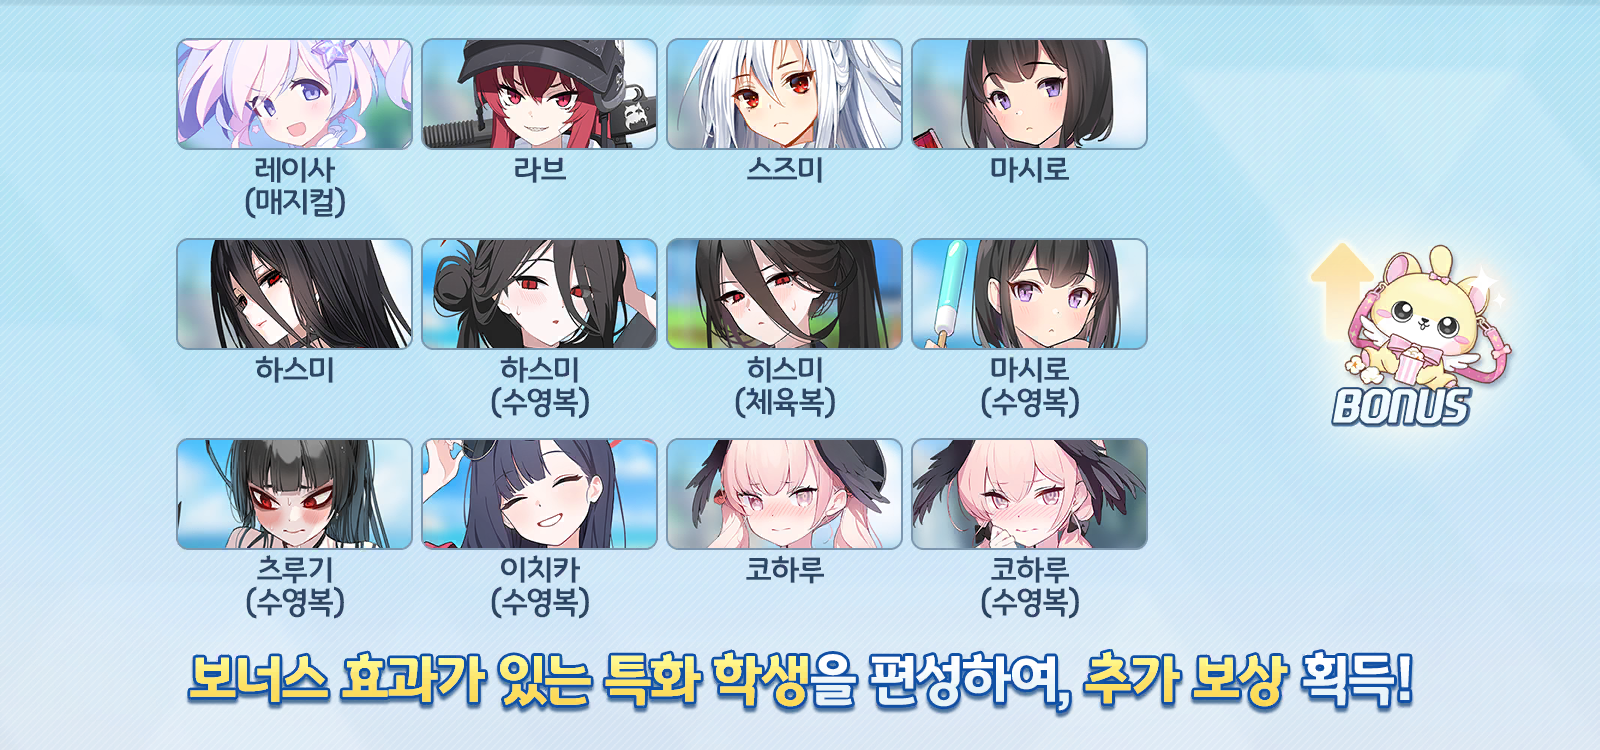 레이사
(매지컬)
라브
스즈미
마시로
하스미
하스미
(수영복)
히스미
(체육복)
마시로
(수영복)
BONUS
츠루기
(수영복)
이치카
(수영복)
코하루
코하루
(수영복)
보너스 효과가 있는 특화 학생을 편성하여, 추가 보상 획득!